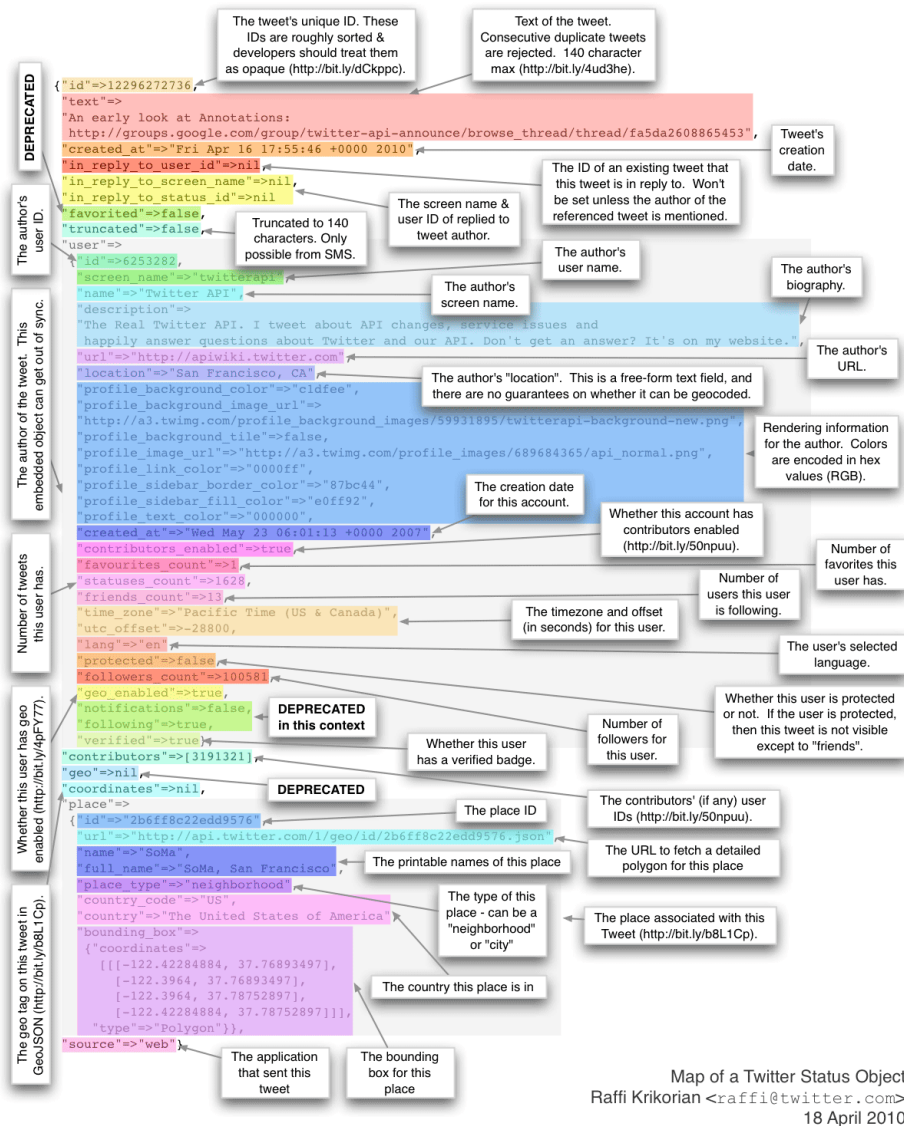 The tweet's unique ID. These
IDs are roughly sorted &
developers should treat them
as opaque (http://bit.ly/dCkppc).
Text of the tweet.
Consecutive duplicate tweets
are rejected. 140 character
max (http://bit.ly/4ud3he).
DEPRECATED
{"id"=>12296272736,
"text"=>
"An early look at Annotations:
http://groups.google.com/group/twitter-api-announce/browse_thread/thread/fa5da2608865453",
Tweet's
creation
date.
"created_at"=>"Fri Apr 16 17:55:46 +0000 2010",
"in_reply_to_user_id"=>nil,
The ID of an existing tweet that
this tweet is in reply to. Won't
be set unless the author of the
referenced tweet is mentioned.
"in_reply_to_screen_name"=>nil,
"in_reply_to_status_id"=>nil
The screen name &
user ID of replied to
tweet author.
"favorited"=>false,
"truncated"=>false,
Truncated to 140
characters. Only
possible from SMS.
The author's
user ID.
"user"=>
{"id"=>6253282,
"screen_name"=>"twitterapi",
The author's
user name.
"name"=>"Twitter API",
The author's
screen name.
The author's
biography.
"description"=>
"The Real Twitter API. I tweet about API changes, service issues and
happily answer questions about Twitter and our API. Don't get an answer? It's on my website.",
"url"=>"http://apiwiki.twitter.com",
The author's
URL.
"location"=>"San Francisco, CA",
The author's "location". This is a free-form text field, and
there are no guarantees on whether it can be geocoded.
The author of the tweet. This
embedded object can get out of sync.
"profile_background_color"=>"c1dfee",
"profile_background_image_url"=>
"http://a3.twimg.com/profile_background_images/59931895/twitterapi-background-new.png",
"profile_background_tile"=>false,
"profile_image_url"=>"http://a3.twimg.com/profile_images/689684365/api_normal.png",
"profile_link_color"=>"0000ff",
"profile_sidebar_border_color"=>"87bc44",
"profile_sidebar_fill_color"=>"e0ff92",
"profile_text_color"=>"000000",
Rendering information
for the author. Colors
are encoded in hex
values (RGB).
The creation date
for this account.
"created_at"=>"Wed May 23 06:01:13 +0000 2007",
"contributors_enabled"=>true,
Whether this account has
contributors enabled
(http://bit.ly/50npuu).
"favourites_count"=>1,
Number of
favorites this
user has.
"statuses_count"=>1628,
Number of tweets
this user has.
"friends_count"=>13,
Number of
users this user
is following.
"time_zone"=>"Pacific Time (US & Canada)",
"utc_offset"=>-28800,
The timezone and offset
(in seconds) for this user.
"lang"=>"en",
The user's selected
language.
"protected"=>false,
"followers_count"=>100581,
"geo_enabled"=>true,
"notifications"=>false,
"following"=>true,
DEPRECATED
in this context
Whether this user is protected
or not. If the user is protected,
then this tweet is not visible
except to "friends".
Number of
followers for
this user.
"verified"=>true},
Whether this user
has a verified badge.
Whether this user has geo
enabled (http://bit.ly/4pFY77).
"contributors"=>[3191321],
"geo"=>nil,
DEPRECATED
"coordinates"=>nil,
The contributors' (if any) user
IDs (http://bit.ly/50npuu).
"place"=>
{"id"=>"2b6ff8c22edd9576",
The place ID
"url"=>"http://api.twitter.com/1/geo/id/2b6ff8c22edd9576.json",
The URL to fetch a detailed
polygon for this place
"name"=>"SoMa",
"full_name"=>"SoMa, San Francisco",
The printable names of this place
"place_type"=>"neighborhood",
The type of this
place - can be a
"neighborhood"
or "city"
"country_code"=>"US",
"country"=>"The United States of America",
The place associated with this
Tweet (http://bit.ly/b8L1Cp).
The country this place is in
"bounding_box"=>
{"coordinates"=>
[[[-122.42284884, 37.76893497],
[-122.3964, 37.76893497],
[-122.3964, 37.78752897],
[-122.42284884, 37.78752897]]],
"type"=>"Polygon"}},
The geo tag on this tweet in
GeoJSON (http://bit.ly/b8L1Cp).
"source"=>"web"}
The application
that sent this
tweet
The bounding
box for this
place
Map of a Twitter Status Object
Raffi Krikorian <raffi@twitter.com>
18 April 2010